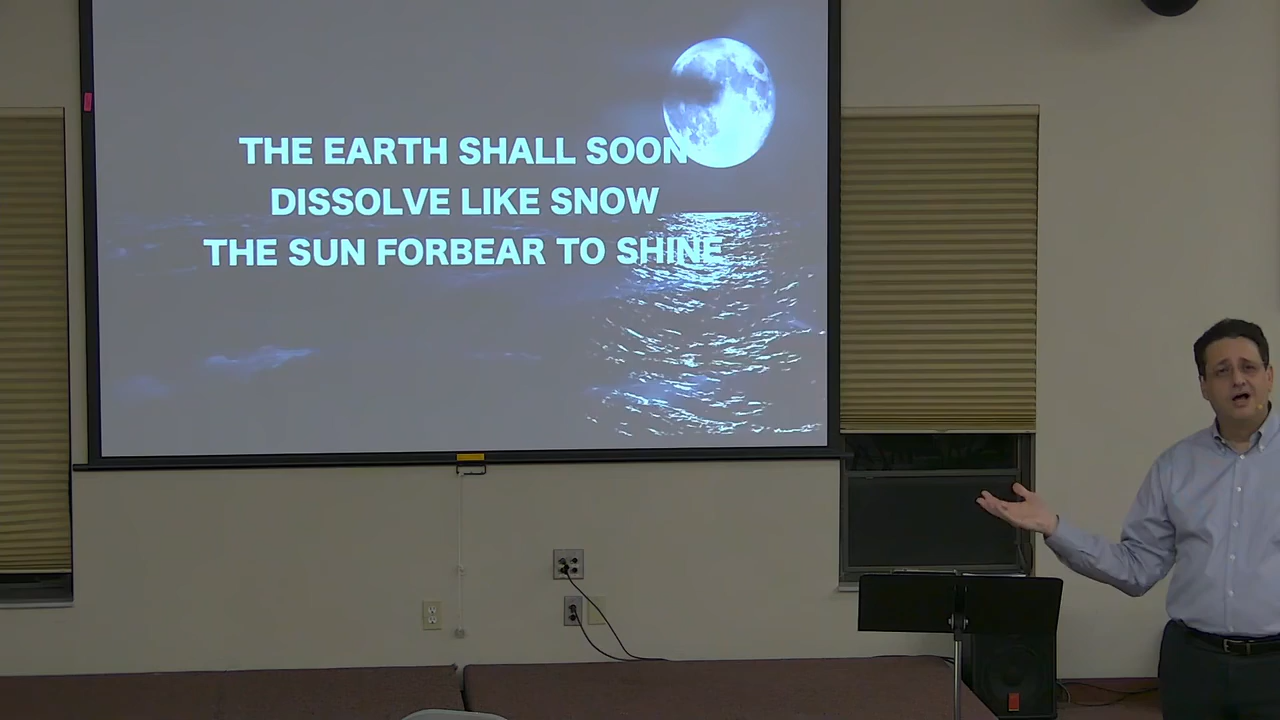 THE EARTH SHALL SOON
DISSOLVE LIKE SNOW
THE SUN FORBEAR TO SHINE